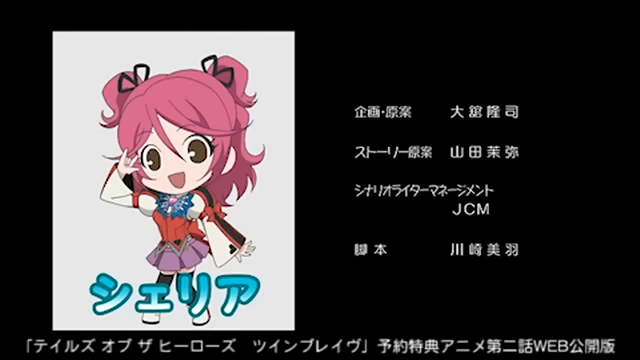 企画・原案 大舘隆司
ストーリー原案 山田茉弥
シナリオライターマネージメント
JCM
脚本 川崎美羽
シェリア
「テイルズ オブ ザ ヒーローズ ツインブレイヴ」予約特典アニメ第二話WEB公開版